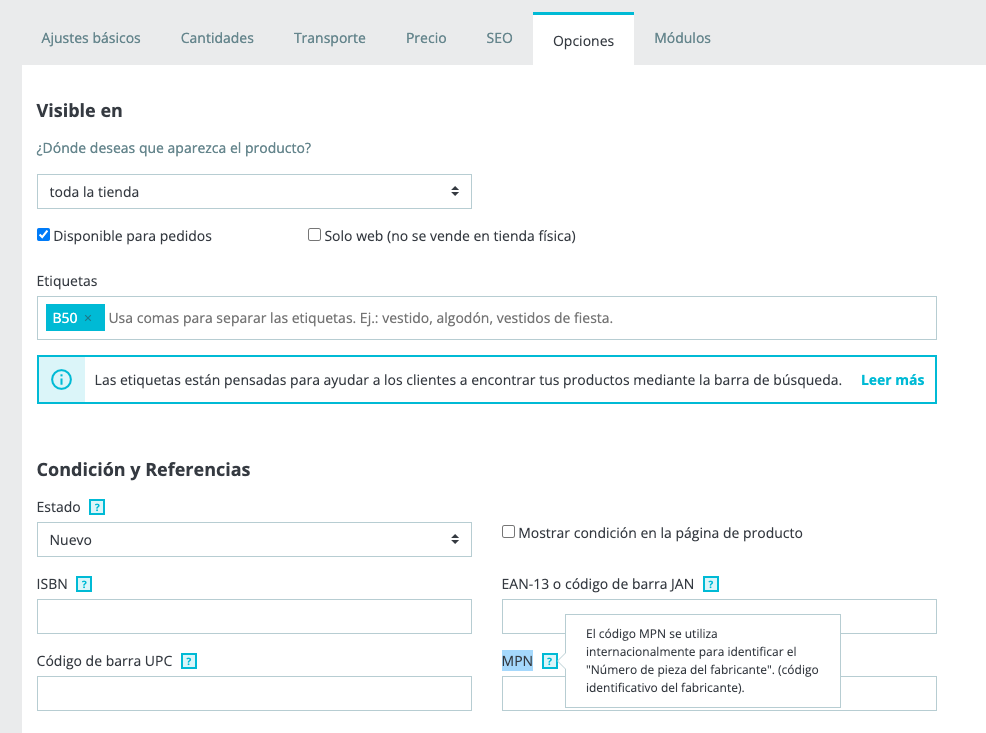 Ajustes básicos Cantidades Transporte Precio SEO Opciones Módulos
Visible en
¿Dónde deseas que aparezca el producto?
toda la tienda
Disponible para pedidos Solo web (no se vende en tienda física)
Etiquetas
B50 × Usa comas para separar las etiquetas. Ej.: vestido, algodón, vestidos de fiesta.
Las etiquetas están pensadas para ayudar a los clientes a encontrar tus productos mediante la barra de búsqueda. Leer más
Condición y Referencias
Estado ?
Nuevo
Mostrar condición en la página de producto
ISBN ?
EAN-13 o código de barra JAN ?
Código de barra UPC ?
MPN ?
El código MPN se utiliza
internacionalmente para identificar el
"Número de pieza del fabricante". (código
identificativo del fabricante).